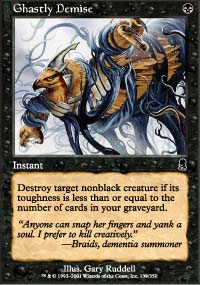 Ghastly Demise
Instant
Destroy target nonblack creature if its
toughness is less than or equal to the
number of cards in your graveyard.
"Anyone can snap her fingers and yank a
soul. I prefer to kill creatively."
—Braids, dementia summoner
Illus. Gary Ruddell
™ & © 1993-2001 Wizards of the Coast, Inc. 139/350